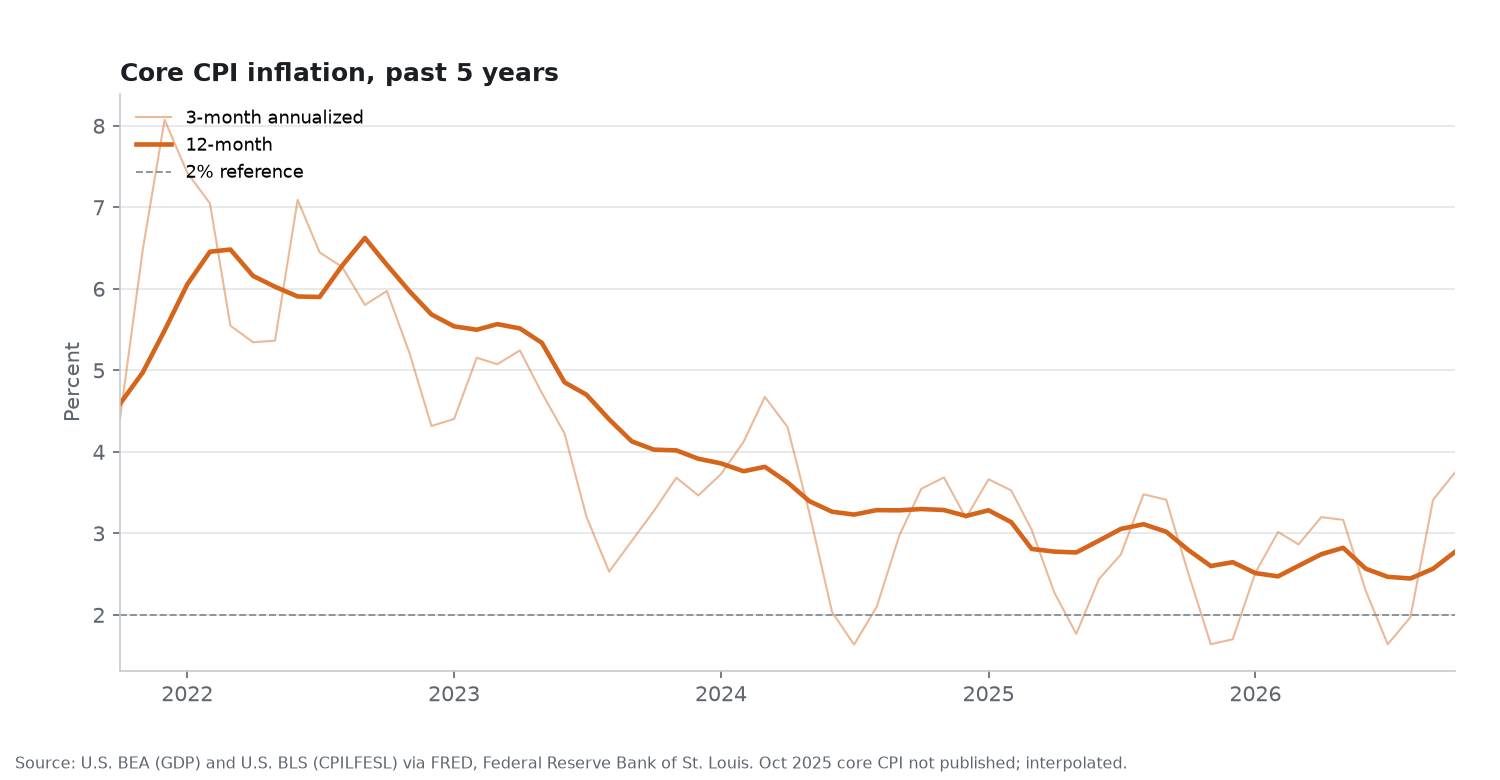 Core CPI inflation, past 5 years
3-month annualized
12-month
2% reference
Percent
8
7
6
5
4
3
2
2022
2023
2024
2025
2026
Source: U.S. BEA (GDP) and U.S. BLS (CPILFESL) via FRED, Federal Reserve Bank of St. Louis. Oct 2025 core CPI not published; interpolated.